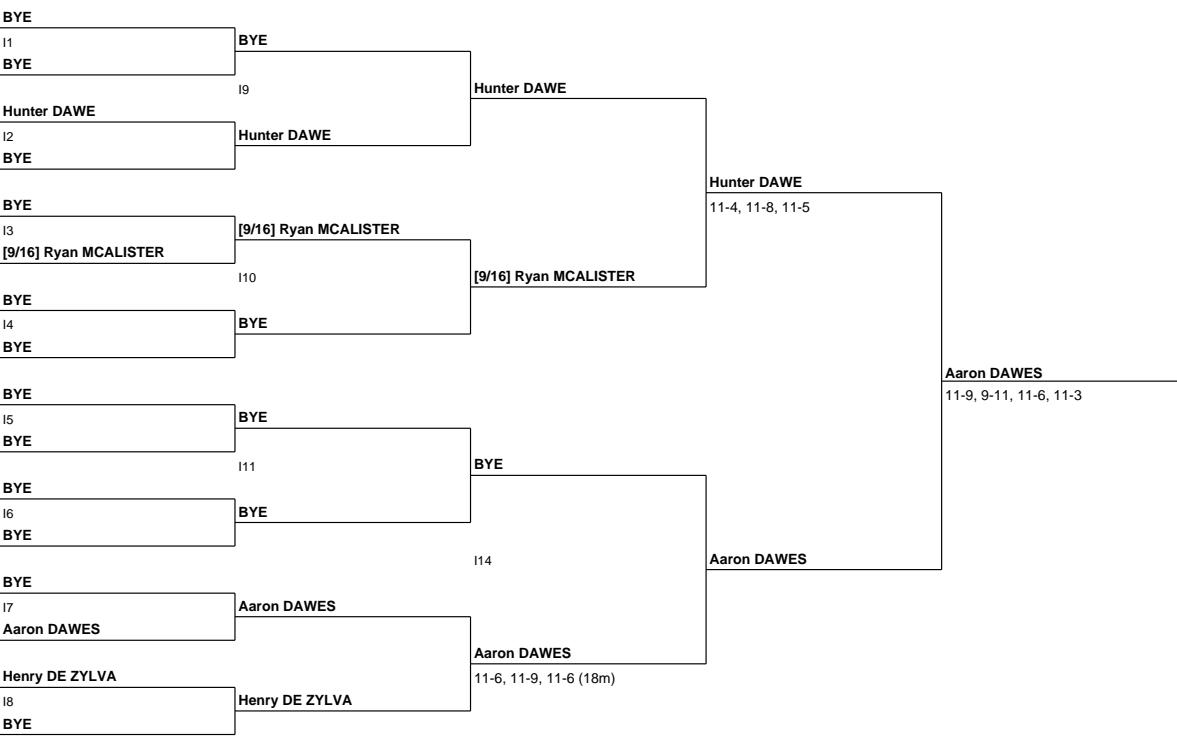 BYE
I1
BYE
Hunter DAWE
I2
BYE
BYE
I3
[9/16] Ryan MCALISTER
BYE
I4
BYE
BYE
I5
BYE
BYE
I6
BYE
BYE
I7
Aaron DAWES
Henry DE ZYLVA
I8
BYE
BYE
I9
Hunter DAWE
[9/16] Ryan MCALISTER
I10
BYE
BYE
I11
BYE
Aaron DAWES
Henry DE ZYLVA
Hunter DAWE
[9/16] Ryan MCALISTER
BYE
I14
Aaron DAWES
11-6, 11-9, 11-6 (18m)
Hunter DAWE
11-4, 11-8, 11-5
Aaron DAWES
Aaron DAWES
11-9, 9-11, 11-6, 11-3